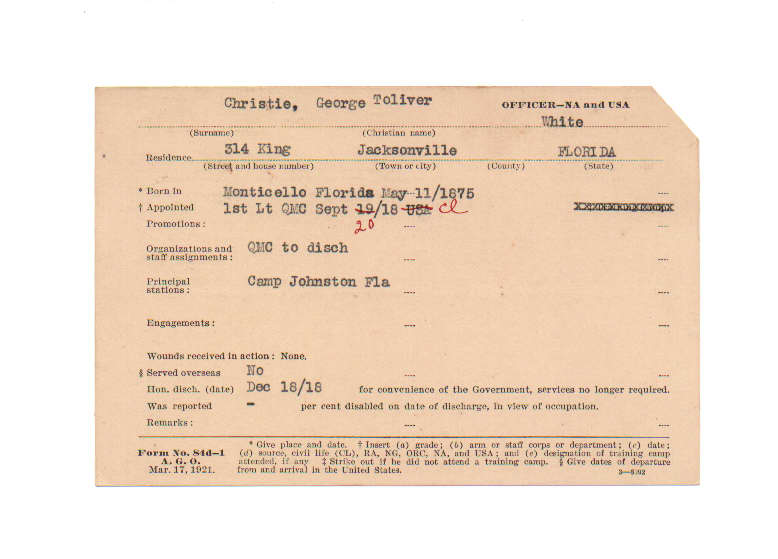 Christie, George Toliver OFFICER—NA and USA
White
(Surname) (Christian name)
Residence 314 King Jacksonville FLORIDA
(Street and house number) (Town or city) (County) (State)
* Born in Monticello Florida May 11/1875
† Appointed 1st Lt QMC Sept 19/18 USA CL
20
Promotions:
Organizations and QMC to disch
staff assignments:
Principal Camp Johnston Fla
stations:
Engagements:
Wounds received in action: None.
§ Served overseas No
Hon. disch. (date) Dec 18/18 for convenience of the Government, services no longer required.
Was reported - per cent disabled on date of discharge, in view of occupation.
Remarks:
Form No. 84d—1 * Give place and date. † Insert (a) grade; (b) arm or staff corps or department; (c) date;
A. G. O. (d) source, civil life (CL), RA, NG, ORC, NA, and USA; and (e) designation of training camp
Mar. 17, 1921. attended, if any ‡ Strike out if he did not attend a training camp. § Give dates of departure
from and arrival in the United States.